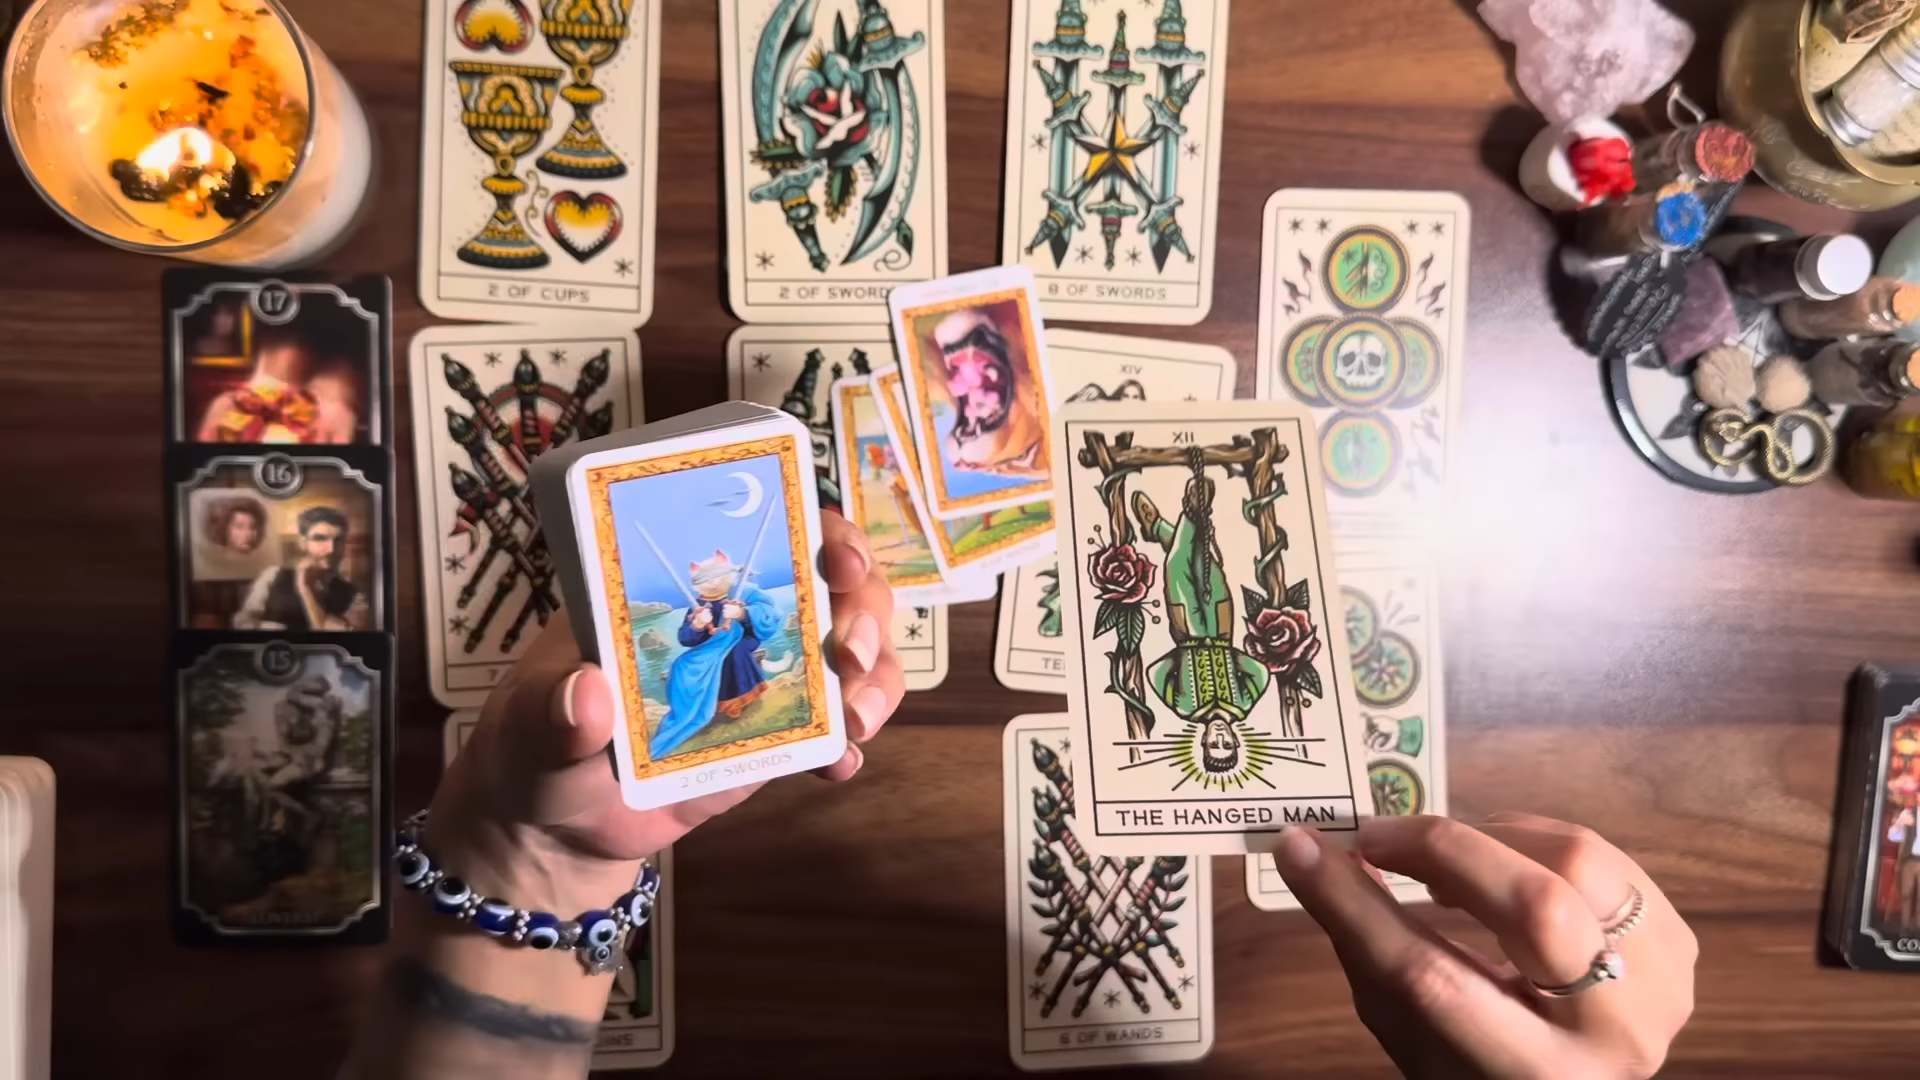 2 OF CUPS
2 OF SWORDS
8 OF SWORDS
17
16
15
XIV
XII
THE HANGED MAN
2 OF SWORDS
6 OF WANDS